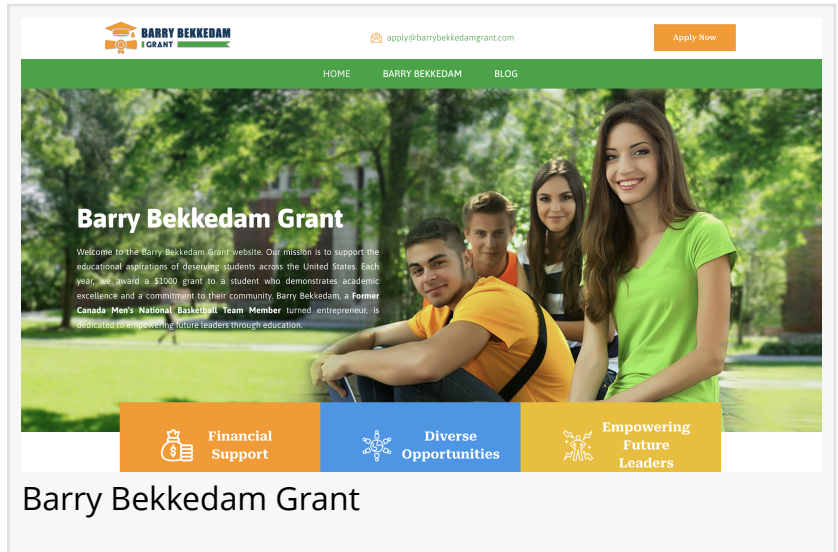 BARRY BEKKEDAM
GRANT
apply@barrybekkedamgrant.com
Apply Now
HOME BARRY BEKKEDAM BLOG
Barry Bekkedam Grant
Welcome to the Barry Bekkedam Grant website. Our mission is to support the
educational aspirations of deserving students across the United States. Each
year, we award a $1000 grant to a student who demonstrates academic
excellence and a commitment to their community. Barry Bekkedam, a Former
Canada Men's National Basketball Team Member turned entrepreneur, is
dedicated to empowering future leaders through education.
Financial
Support
Diverse
Opportunities
Empowering
Future
Leaders
Barry Bekkedam Grant